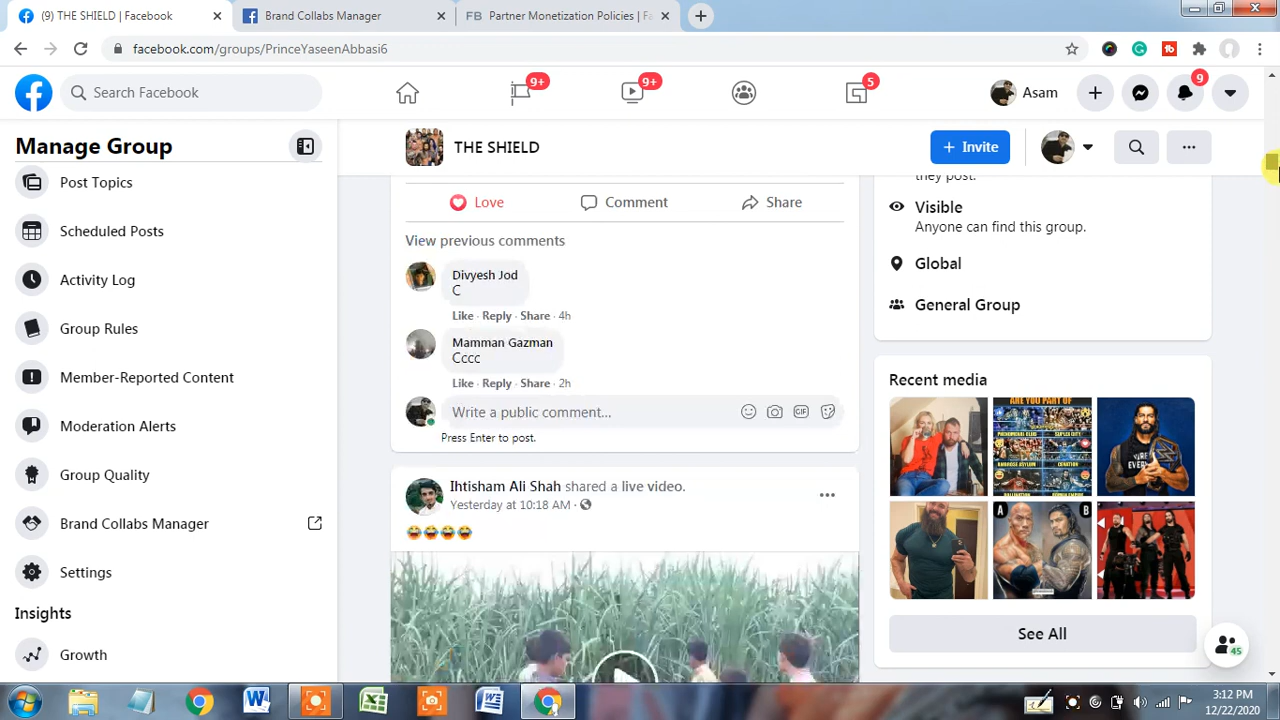 (9) THE SHIELD | Facebook
Brand Collabs Manager
FB Partner Monetization Policies | Fa
facebook.com/groups/PrinceYaseenAbbasi6
Search Facebook
9+
9+
5
Asam
9
Manage Group
THE SHIELD
+ Invite
Post Topics
Scheduled Posts
Activity Log
Group Rules
Member-Reported Content
Moderation Alerts
Group Quality
Brand Collabs Manager
Settings
Insights
Growth
Love
Comment
Share
View previous comments
Divyesh Jod
C
Like · Reply · Share · 4h
Mamman Gazman
Cccc
Like · Reply · Share · 2h
Write a public comment...
GIF
Press Enter to post.
Ihtisham Ali Shah shared a live video.
Yesterday at 10:18 AM ·
they post.
Visible
Anyone can find this group.
Global
General Group
Recent media
ARE YOU PART OF
A
B
See All
45
3:12 PM
12/22/2020